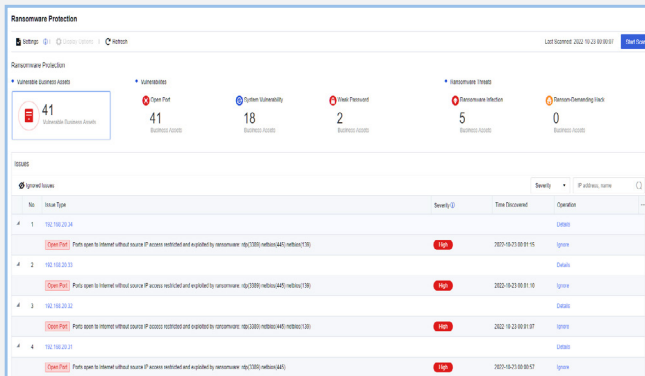 Ransomware Protection
Settings Display Options Refresh Last Scanned: 2022-10-23 00:00:57 Start Scan
Ransomware Protection
Vulnerable Business Assets Vulnerabilities Ransomware Threats
Open Port System Vulnerability Weak Password Ransomware Infection Ransom-Demanding Hack
41 41 18 2 5 0
Vulnerable Business Assets Business Assets Business Assets Business Assets Business Assets Business Assets
Issues
Ignored Issues Severity IP address, name
No. Issue Type Severity Time Discovered Operation
1 192.168.20.34 Details
Open Port Ports open to Internet without source IP access restricted and exploited by ransomware: rdp(3389) netbios(445) netbios(139) High 2022-10-23 00:01:15 Ignore
2 192.168.20.33 Details
Open Port Ports open to Internet without source IP access restricted and exploited by ransomware: rdp(3389) netbios(445) netbios(139) High 2022-10-23 00:01:10 Ignore
3 192.168.20.32 Details
Open Port Ports open to Internet without source IP access restricted and exploited by ransomware: rdp(3389) netbios(445) netbios(139) High 2022-10-23 00:01:07 Ignore
4 192.168.20.31 Details
Open Port Ports open to Internet without source IP access restricted and exploited by ransomware: rdp(3389) netbios(445) High 2022-10-23 00:00:57 Ignore